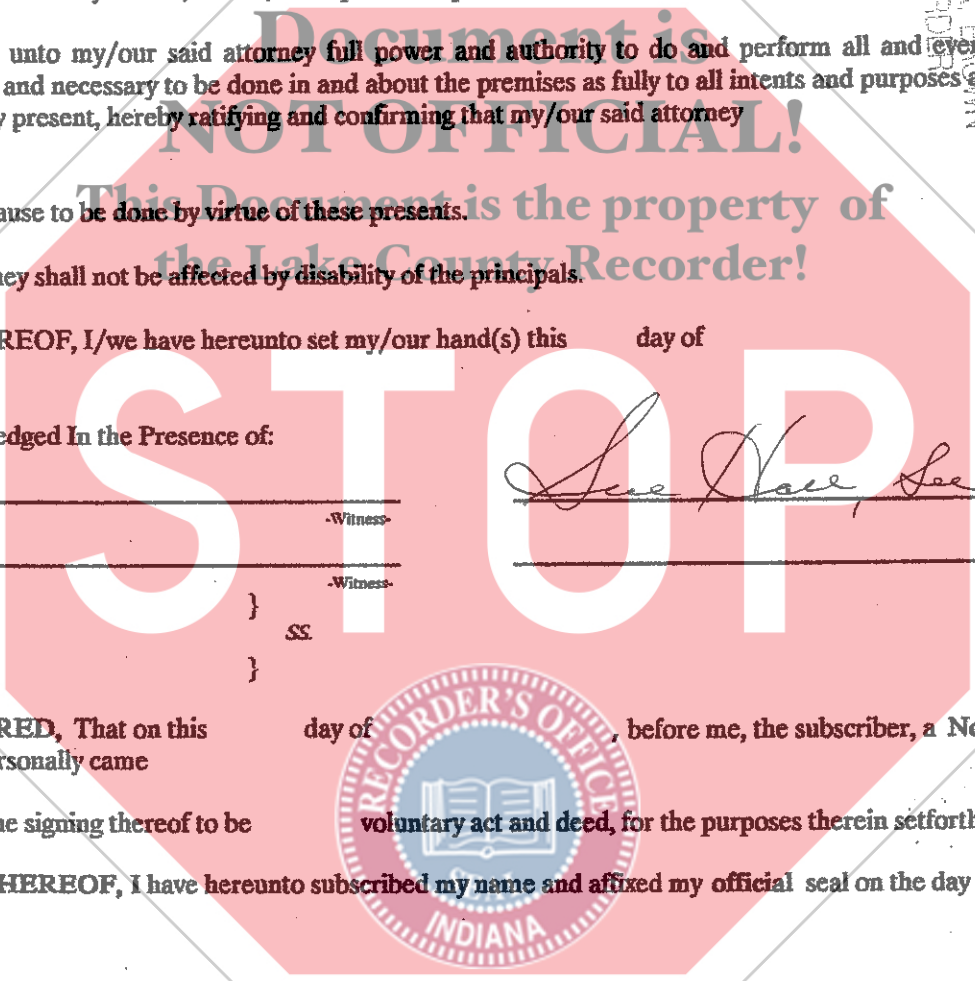 Document is
unto my/our said attorney full power and authority to do and perform all and
and necessary to be done in and about the premises as fully to all intents and purposes
present, hereby ratifying and confirming that my/our said attorney
NOT OFFICIAL!
This Document is the property of
ause to be done by virtue of these presents.
the Lake County Recorder!
ney shall not be affected by disability of the principals.
REOF, I/we have hereunto set my/our hand(s) this day of
STOP
edged In the Presence of:
Sue
-Witness-
-Witness-
}
ss.
}
RED, That on this day of , before me, the subscriber, a No
rsonally came
ne signing thereof to be voluntary act and deed, for the purposes therein setforth
HEREOF, I have hereunto subscribed my name and affixed my official seal on the day
RECORDER'S OFFICE
SEAL
INDIANA